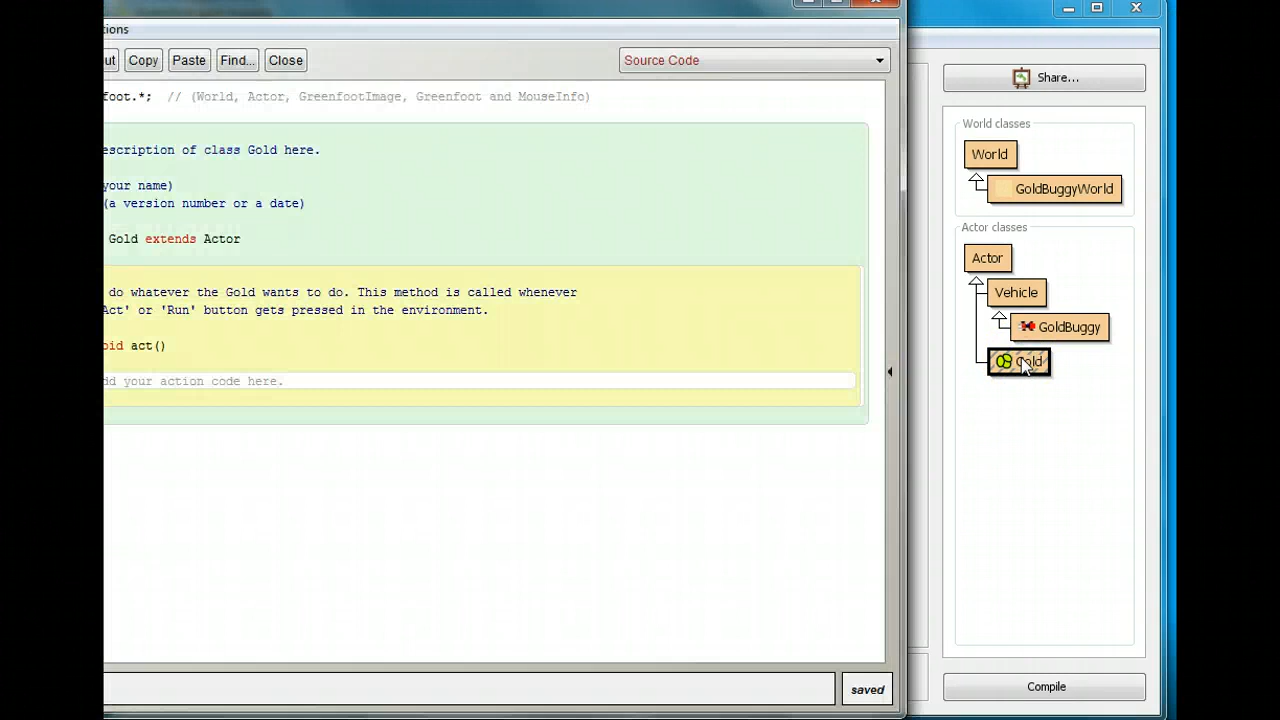 tions
ut Copy Paste Find... Close Source Code
foot.*; // (World, Actor, GreenfootImage, Greenfoot and MouseInfo)
escription of class Gold here.
your name)
(a version number or a date)
Gold extends Actor
do whatever the Gold wants to do. This method is called whenever
Act' or 'Run' button gets pressed in the environment.
oid act()
dd your action code here.
saved
Share...
World classes
World
GoldBuggyWorld
Actor classes
Actor
Vehicle
GoldBuggy
Gold
Compile